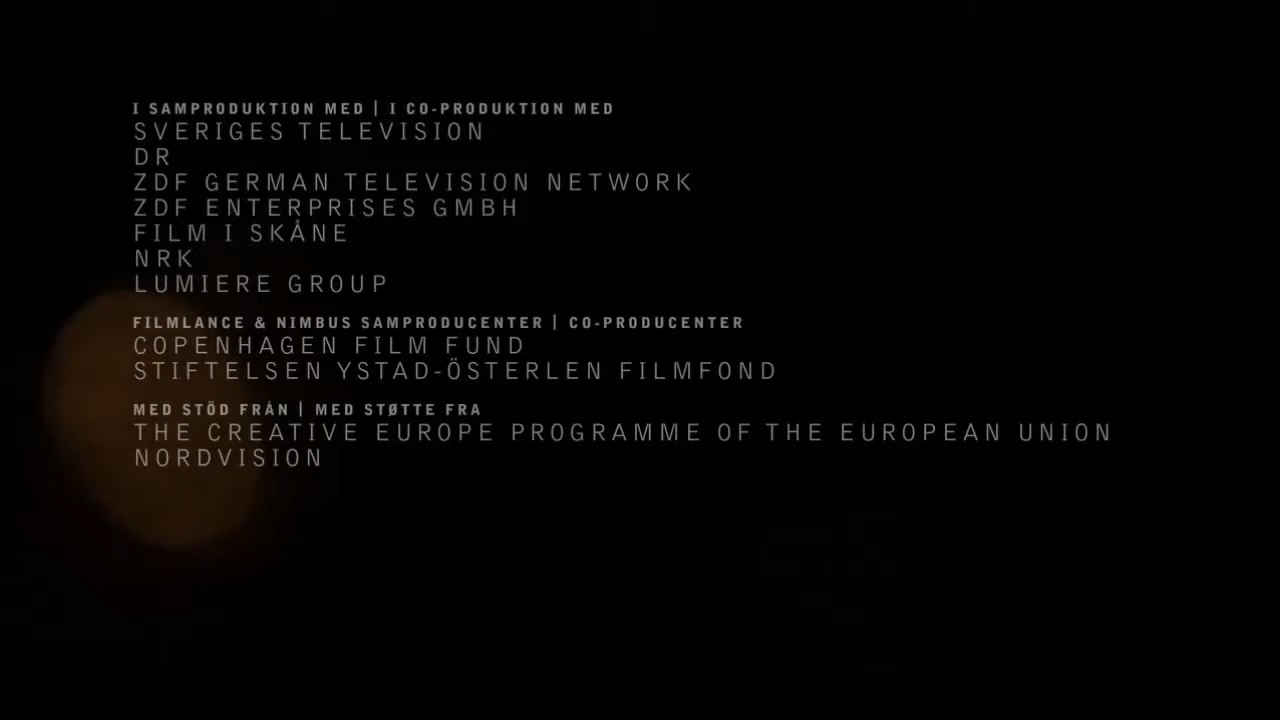 I SAMPRODUKTION MED | I CO-PRODUKTION MED
SVERIGES TELEVISION
DR
ZDF GERMAN TELEVISION NETWORK
ZDF ENTERPRISES GMBH
FILM I SKÅNE
NRK
LUMIERE GROUP
FILMLANCE & NIMBUS SAMPRODUCENTER | CO-PRODUCENTER
COPENHAGEN FILM FUND
STIFTELSEN YSTAD-ÖSTERLEN FILMFOND
MED STÖD FRÅN | MED STØTTE FRA
THE CREATIVE EUROPE PROGRAMME OF THE EUROPEAN UNION
NORDVISION